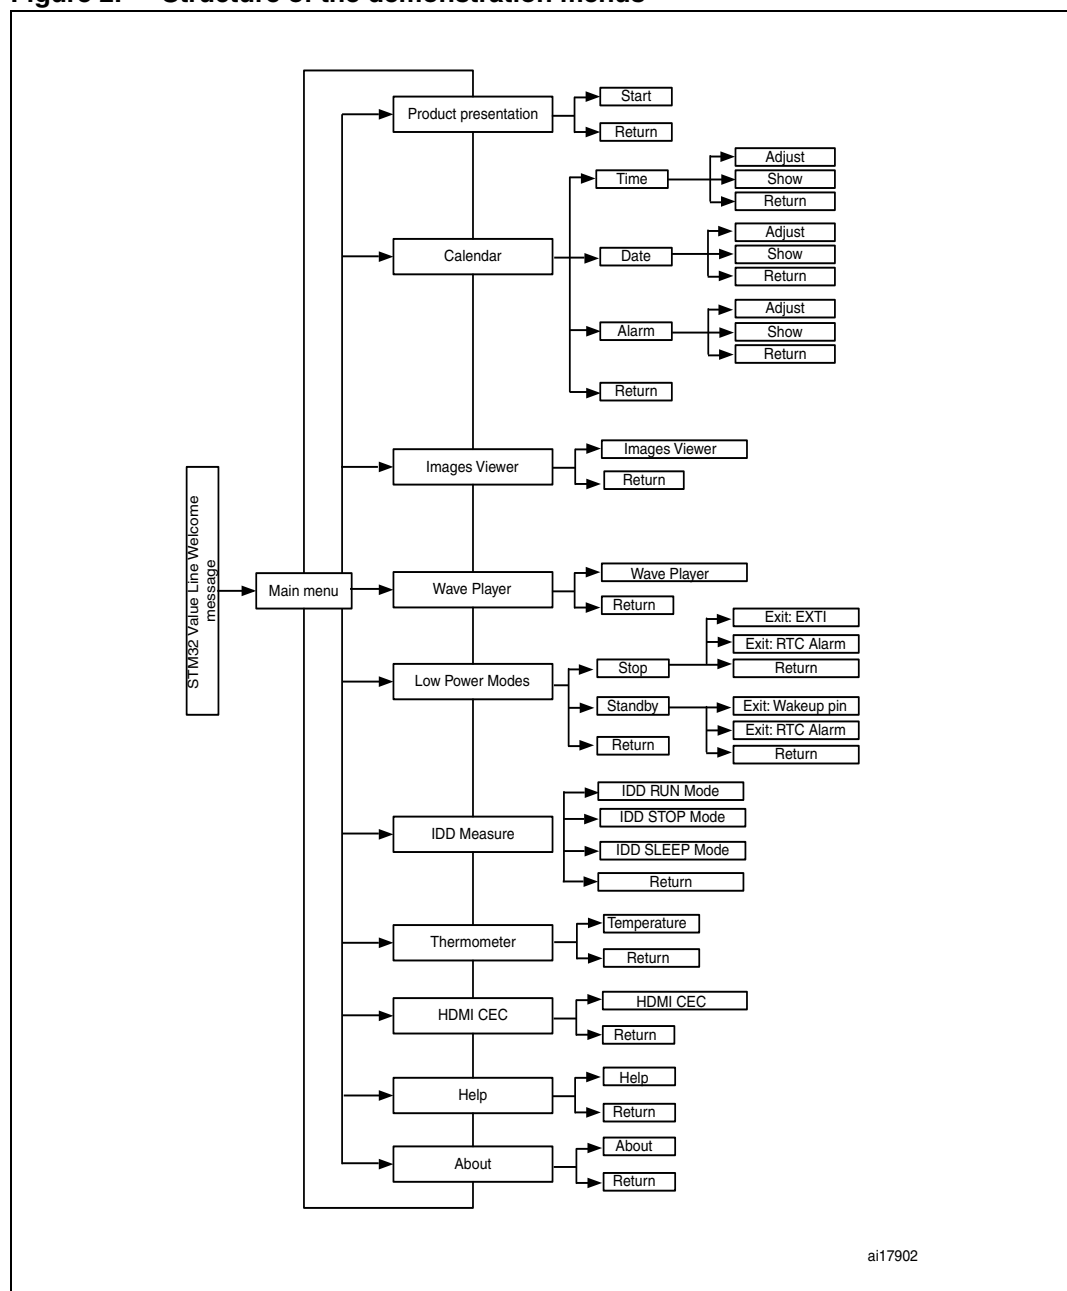 Figure 2. Structure of the demonstration menus
STM32 Value Line Welcome
message
Main menu
Product presentation
Start
Return
Calendar
Time
Adjust
Show
Return
Date
Adjust
Show
Return
Alarm
Adjust
Show
Return
Return
Images Viewer
Images Viewer
Return
Wave Player
Wave Player
Return
Low Power Modes
Stop
Exit: EXTI
Exit: RTC Alarm
Return
Standby
Exit: Wakeup pin
Exit: RTC Alarm
Return
Return
IDD Measure
IDD RUN Mode
IDD STOP Mode
IDD SLEEP Mode
Return
Thermometer
Temperature
Return
HDMI CEC
HDMI CEC
Return
Help
Help
Return
About
About
Return
ai17902